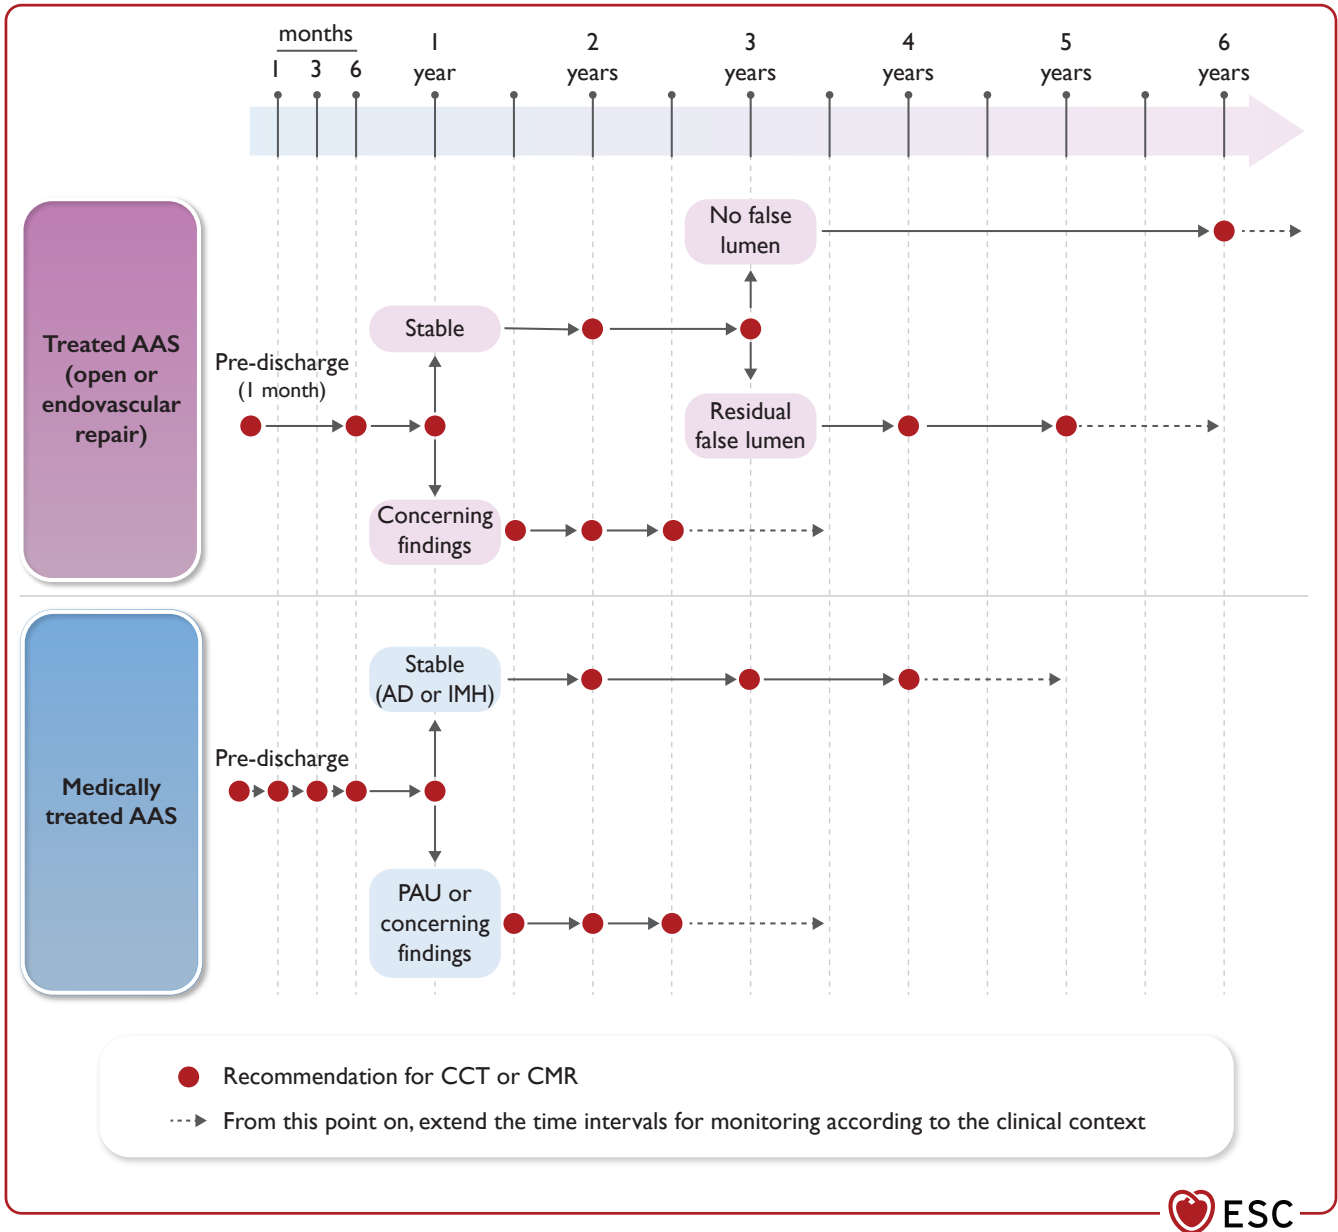 months
1 3 6
1
year
2
years
3
years
4
years
5
years
6
years
Treated AAS
(open or
endovascular
repair)
Pre-discharge
(1 month)
Stable
Concerning
findings
No false
lumen
Residual
false lumen
Medically
treated AAS
Pre-discharge
Stable
(AD or IMH)
PAU or
concerning
findings
Recommendation for CCT or CMR
From this point on, extend the time intervals for monitoring according to the clinical context
ESC